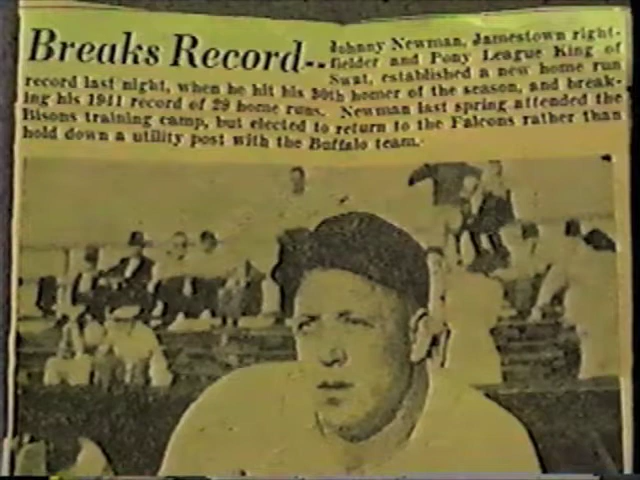 Breaks Record--
Johnny Newman, Jamestown right-
fielder and Pony League King of
Swat, established a new home run
record last night, when he hit his 30th homer of the season, and break-
ing his 1941 record of 29 home runs. Newman last spring attended the
Bisons training camp, but elected to return to the Falcons rather than
hold down a utility post with the Buffalo team.